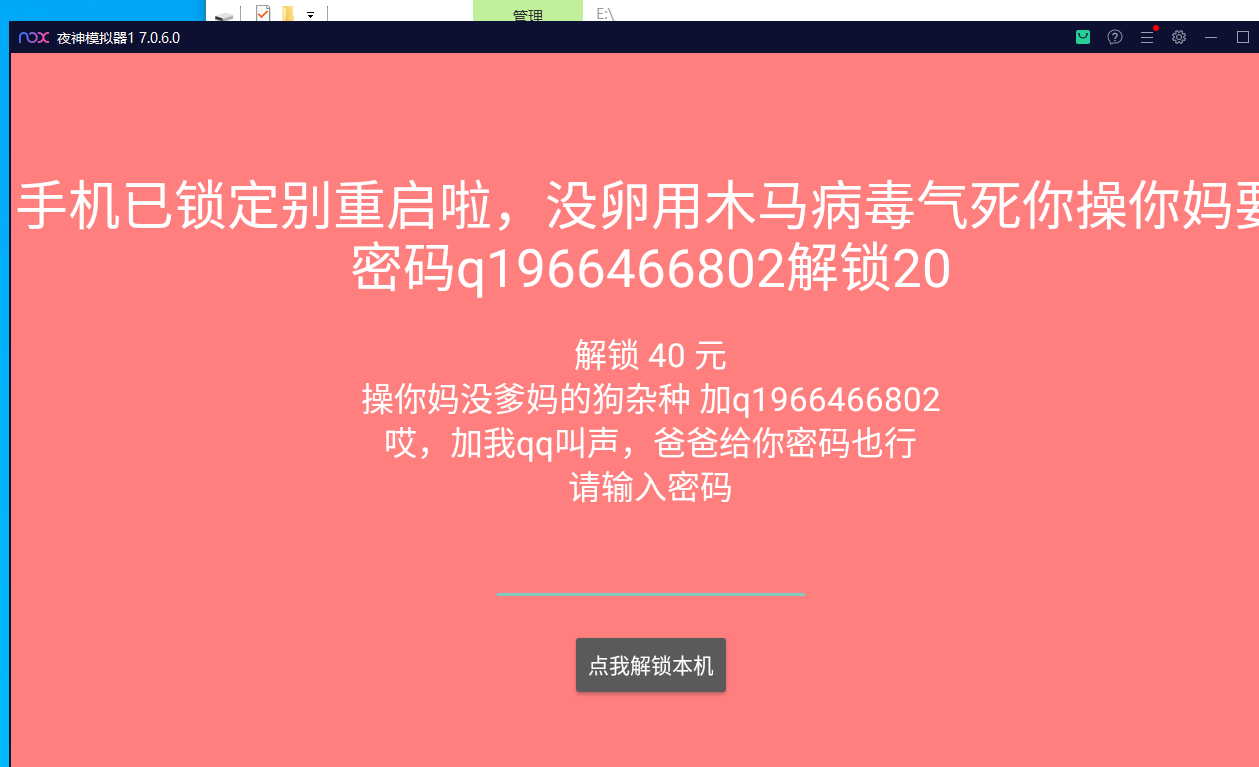 管理
E:\
nox 夜神模拟器1 7.0.6.0
手机已锁定别重启啦，没卵用木马病毒气死你操你妈要
密码q1966466802解锁20
解锁 40 元
操你妈没爹妈的狗杂种 加q1966466802
哎，加我qq叫声，爸爸给你密码也行
请输入密码
点我解锁本机